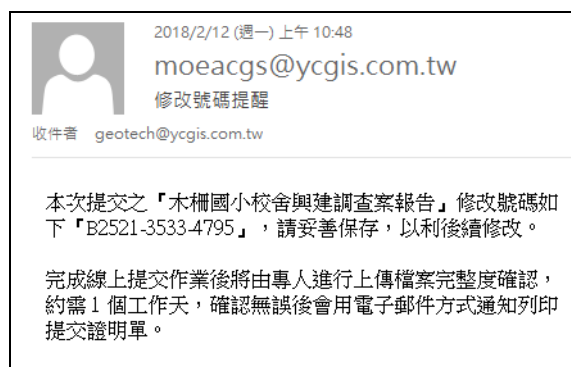 2018/2/12 (週一) 上午 10:48
moeacgs@ycgis.com.tw
修改號碼提醒
收件者 geotech@ycgis.com.tw
本次提交之『木柵國小校舍興建調查案報告』修改號碼如
下『B2521-3533-4795』，請妥善保存，以利後續修改。
完成線上提交作業後將由專人進行上傳檔案完整度確認，
約需 1 個工作天，確認無誤後會用電子郵件方式通知列印
提交證明單。